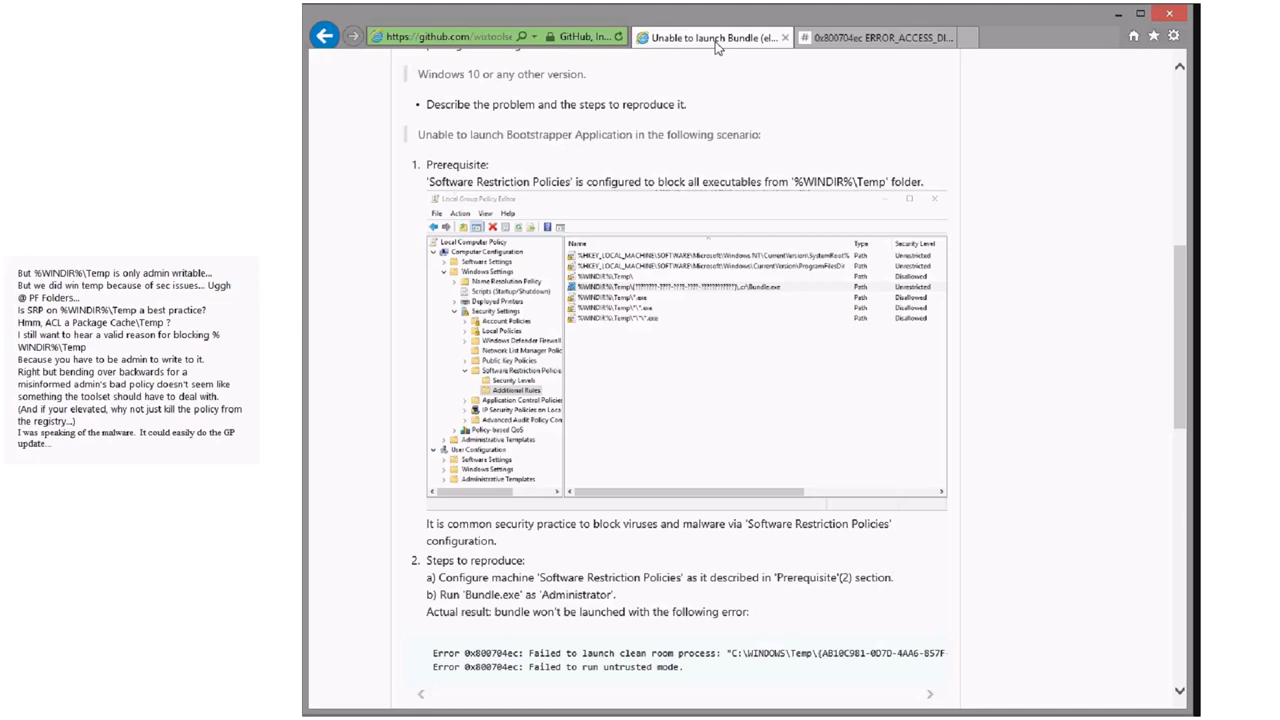 https://github.com/wixtoolse
GitHub, In...
Unable to launch Bundle (el...
0x800704ec ERROR_ACCESS_DI...
Windows 10 or any other version.
• Describe the problem and the steps to reproduce it.
Unable to launch Bootstrapper Application in the following scenario:
1. Prerequisite:
'Software Restriction Policies' is configured to block all executables from '%WINDIR%\Temp' folder.
Local Group Policy Editor
File Action View Help
Local Computer Policy
Computer Configuration
Software Settings
Windows Settings
Name Resolution Policy
Scripts (Startup/Shutdown)
Deployed Printers
Security Settings
Account Policies
Local Policies
Windows Defender Firewall
Network List Manager Polic
Public Key Policies
Software Restriction Policie
Security Levels
Additional Rules
Application Control Policies
IP Security Policies on Loca
Advanced Audit Policy Con
Policy-based QoS
Administrative Templates
User Configuration
Software Settings
Windows Settings
Administrative Templates
Name Path Security Level
%HKEY_LOCAL_MACHINE\SOFTWARE\Microsoft\Windows NT\CurrentVersion\SystemRoot% Path Unrestricted
%HKEY_LOCAL_MACHINE\SOFTWARE\Microsoft\Windows\CurrentVersion\ProgramFilesDir Path Unrestricted
%WINDIR%\Temp\ Path Disallowed
Path Unrestricted
%WINDIR%\Temp\*.exe Path Disallowed
%WINDIR%\Temp\*\*.exe Path Disallowed
%WINDIR%\Temp\*\*\*.exe Path Disallowed
It is common security practice to block viruses and malware via 'Software Restriction Policies'
configuration.
2. Steps to reproduce:
a) Configure machine 'Software Restriction Policies' as it described in 'Prerequisite'(2) section.
b) Run 'Bundle.exe' as 'Administrator'.
Actual result: bundle won't be launched with the following error:
Error 0x800704ec: Failed to launch clean room process: "C:\WINDOWS\Temp\{AB10C981-0D7D-4AA6-857F-
Error 0x800704ec: Failed to run untrusted mode.
But %WINDIR%\Temp is only admin writable...
But we did win temp because of sec issues... Uggh
@ PF Folders...
Is SRP on %WINDIR%\Temp a best practice?
Hmm, ACL a Package Cache\Temp ?
I still want to hear a valid reason for blocking %
WINDIR%\Temp
Because you have to be admin to write to it.
Right but bending over backwards for a
misinformed admin's bad policy doesn't seem like
something the toolset should have to deal with.
(And if your elevated, why not just kill the policy from
the registry...)
I was speaking of the malware. It could easily do the GP
update...